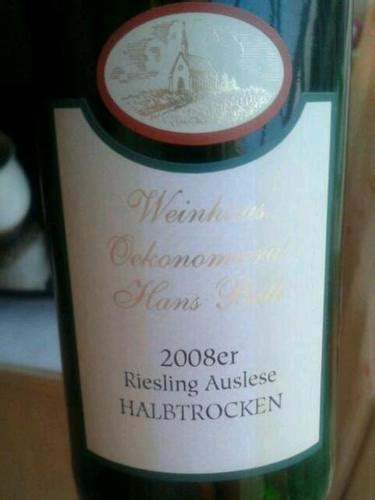 Weinhaus
Oekonomierat
Hans
2008er
Riesling Auslese
HALBTROCKEN